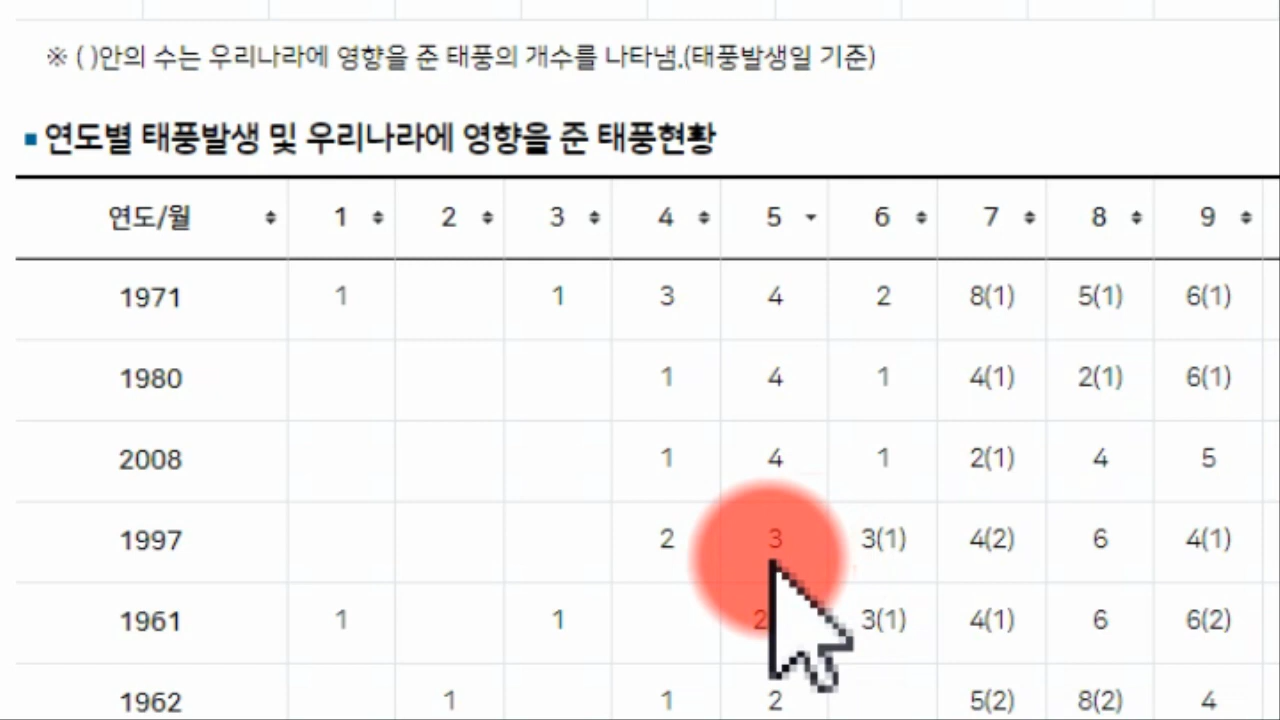 ※ ( )안의 수는 우리나라에 영향을 준 태풍의 개수를 나타냄.(태풍발생일 기준)
연도별 태풍발생 및 우리나라에 영향을 준 태풍현황
연도/월 1 2 3 4 5 6 7 8 9
1971 1 1 3 4 2 8(1) 5(1) 6(1)
1980 1 4 1 4(1) 2(1) 6(1)
2008 1 4 1 2(1) 4 5
1997 2 3 3(1) 4(2) 6 4(1)
1961 1 1 3(1) 4(1) 6 6(2)
1962 1 1 2 5(2) 8(2) 4